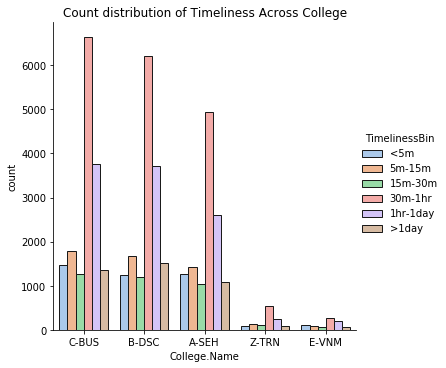 Count distribution of Timeliness Across College
count
6000
5000
4000
3000
2000
1000
0
C-BUS
B-DSC
A-SEH
Z-TRN
E-VNM
College.Name
TimelinessBin
<5m
5m-15m
15m-30m
30m-1hr
1hr-1day
>1day